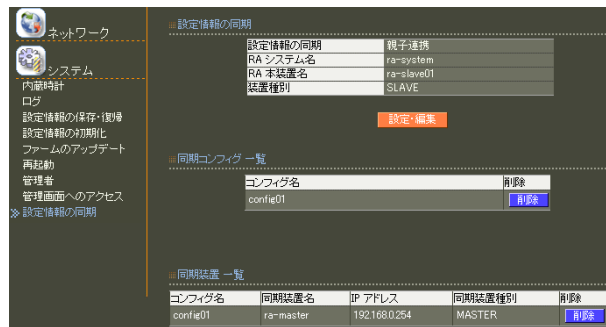 ネットワーク
システム
内蔵時計
ログ
設定情報の保存・復帰
設定情報の初期化
ファームのアップデート
再起動
管理者
管理画面へのアクセス
設定情報の同期
設定情報の同期
設定情報の同期 親子連携
RA システム名 ra-system
RA 本装置名 ra-slave01
装置種別 SLAVE
設定・編集
同期コンフィグ 一覧
コンフィグ名 削除
config01 削除
同期装置 一覧
コンフィグ名 同期装置名 IP アドレス 同期装置種別 削除
config01 ra-master 192.168.0.254 MASTER 削除